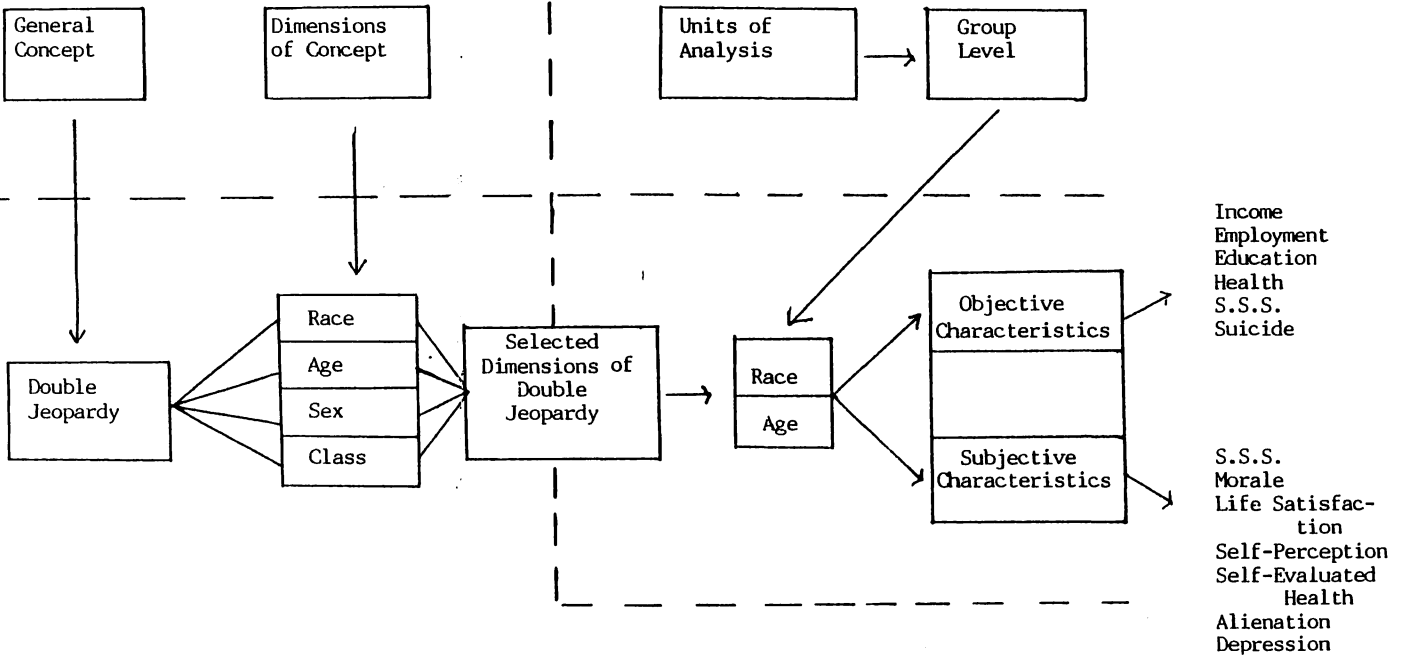 General
Concept
Dimensions
of Concept
Units of
Analysis
Group
Level
Double
Jeopardy
Race
Age
Sex
Class
Selected
Dimensions of
Double
Jeopardy
Race
Age
Objective
Characteristics
Subjective
Characteristics
Income
Employment
Education
Health
S.S.S.
Suicide
S.S.S.
Morale
Life Satisfac-
tion
Self-Perception
Self-Evaluated
Health
Alienation
Depression